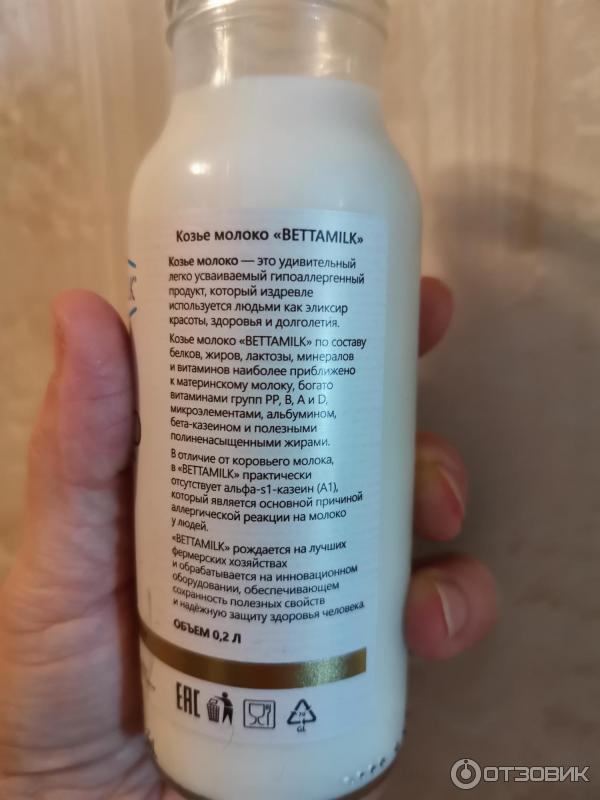 Козье молоко «BETTAMILK»
Козье молоко — это удивительный
легко усваиваемый гипоаллергенный
продукт, который издревле
используется людьми как эликсир
красоты, здоровья и долголетия.
Козье молоко «BETTAMILK» по составу
белков, жиров, лактозы, минералов
и витаминов наиболее приближено
к материнскому молоку, богато
витаминами групп PP, B, A и D,
микроэлементами, альбумином,
бета-казеином и полезными
полиненасыщенными жирами.
В отличие от коровьего молока,
в «BETTAMILK» практически
отсутствует альфа-s1-казеин (A1),
который является основной причиной
аллергической реакции на молоко
у людей.
«BETTAMILK» рождается на лучших
фермерских хозяйствах
и обрабатывается на инновационном
оборудовании, обеспечивающем
сохранность полезных свойств
и надёжную защиту здоровья человека.
ОБЪЕМ 0,2 Л
EAC
70
GL
ОТЗОВИК